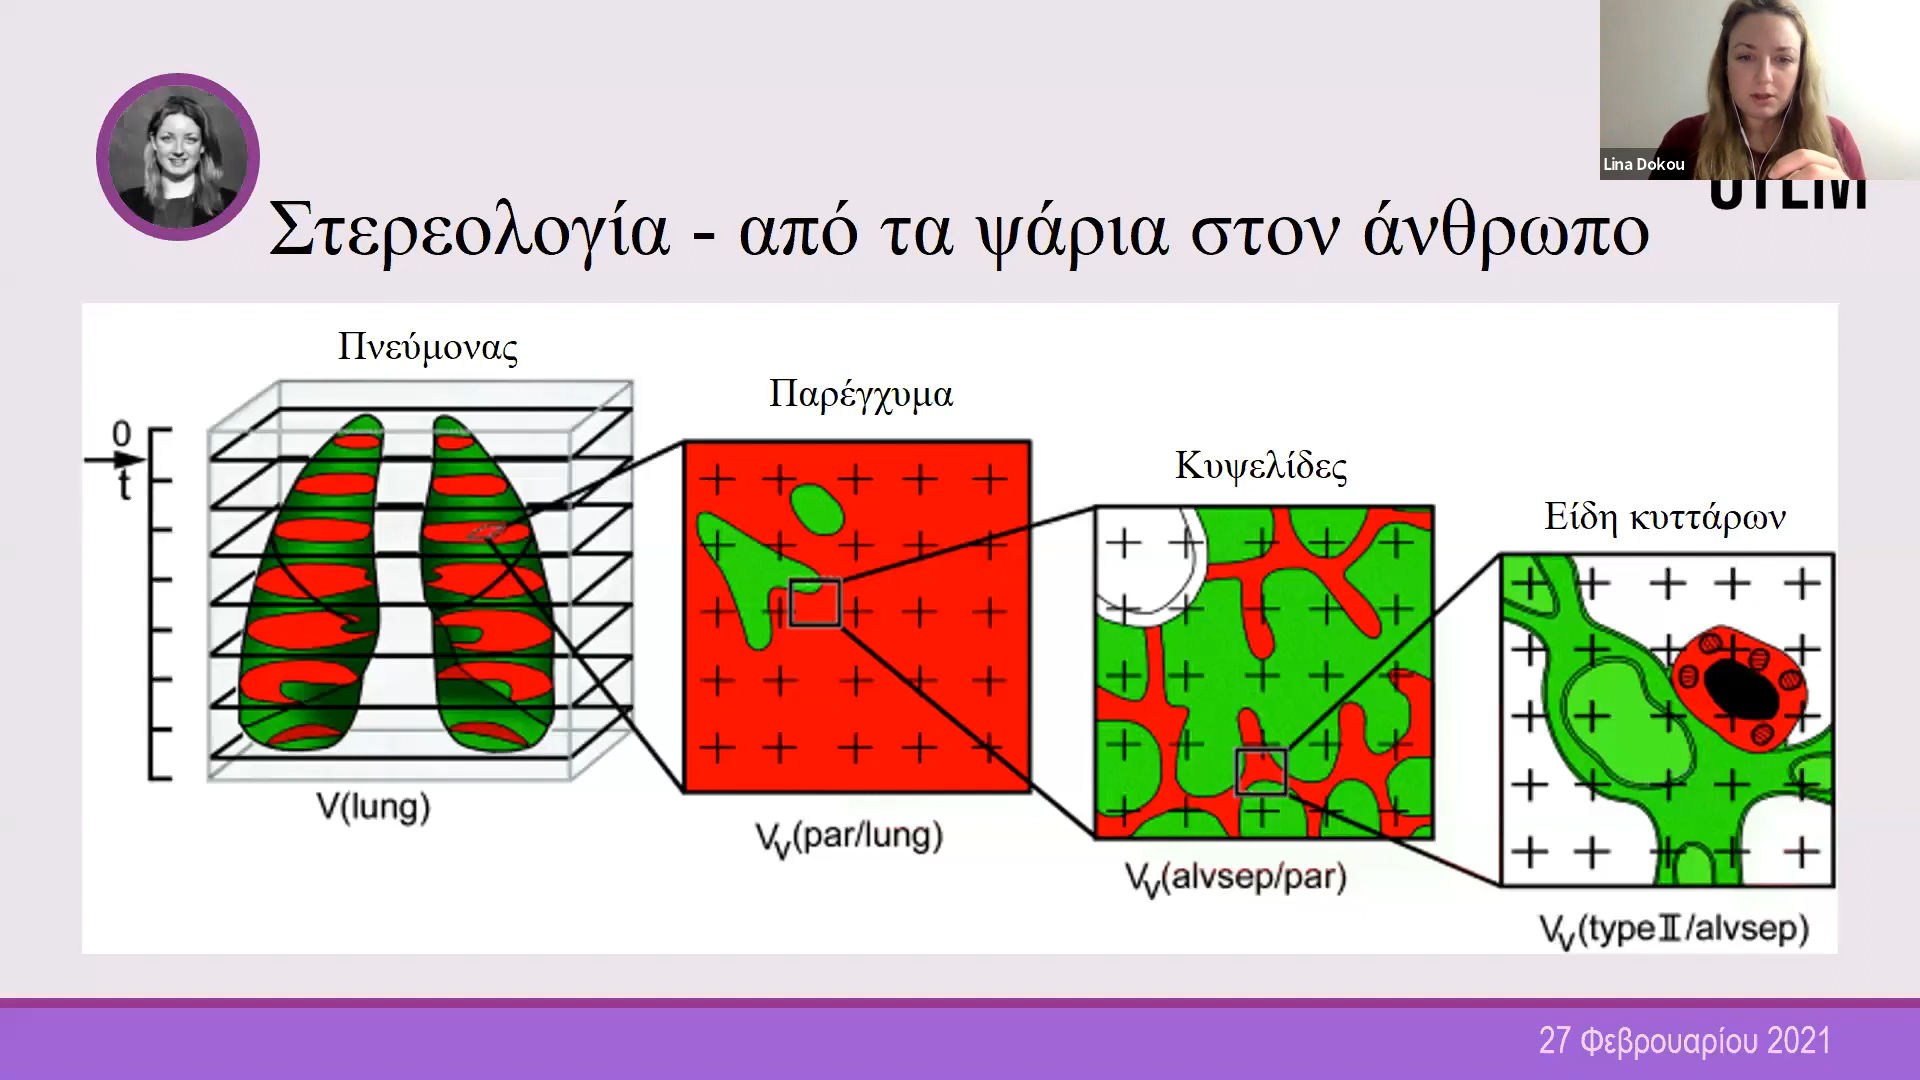 Lina Dokou
STEM
Στερεολογία - από τα ψάρια στον άνθρωπο
Πνεύμονας
Παρέγχυμα
Κυψελίδες
Είδη κυττάρων
0
t
V(lung)
Vv(par/lung)
Vv(alvsep/par)
Vv(typeII/alvsep)
27 Φεβρουαρίου 2021